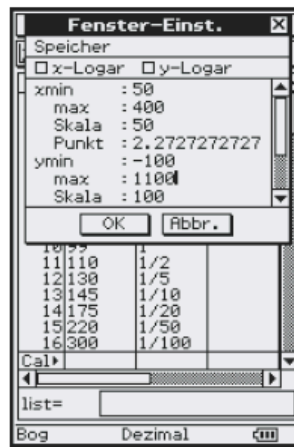 Fenster-Einst.
Speicher
x-Logar y-Logar
xmin :50
max :400
Skala :50
Punkt :2.2727272727
ymin :-100
max :1100
Skala :100
OK Abbr.
10 99 1
11 110 1/2
12 130 1/5
13 145 1/10
14 175 1/20
15 220 1/50
16 300 1/100
Cal
list=
Bog Dezimal